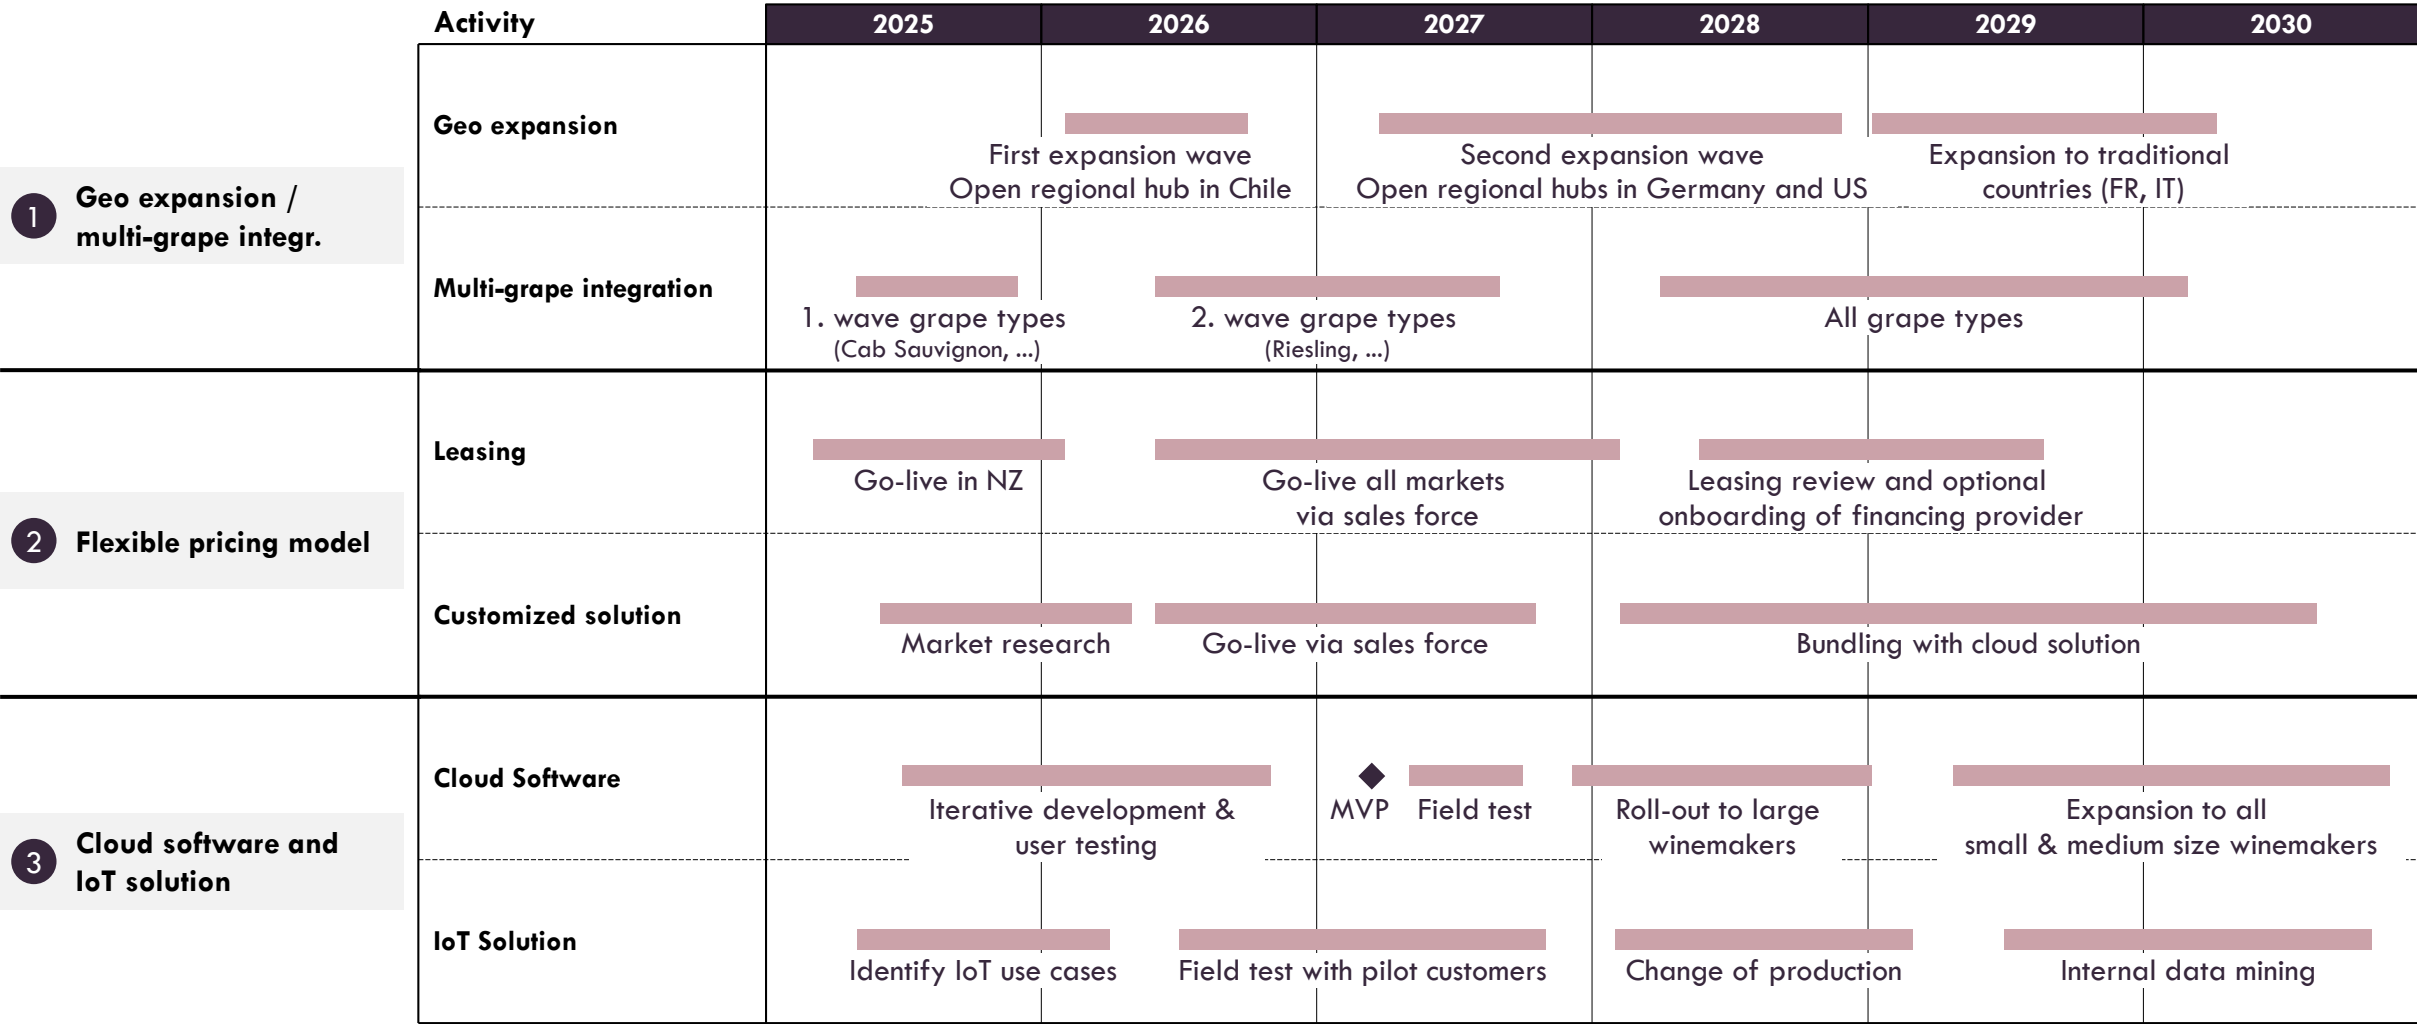 Activity 2025 2026 2027 2028 2029 2030
1 Geo expansion /
multi-grape integr.
Geo expansion
First expansion wave
Open regional hub in Chile
Second expansion wave
Open regional hubs in Germany and US
Expansion to traditional
countries (FR, IT)
Multi-grape integration
1. wave grape types
(Cab Sauvignon, ...)
2. wave grape types
(Riesling, ...)
All grape types
2 Flexible pricing model
Leasing
Go-live in NZ
Go-live all markets
via sales force
Leasing review and optional
onboarding of financing provider
Customized solution
Market research
Go-live via sales force
Bundling with cloud solution
3 Cloud software and
IoT solution
Cloud Software
Iterative development &
user testing
MVP
Field test
Roll-out to large
winemakers
Expansion to all
small & medium size winemakers
IoT Solution
Identify IoT use cases
Field test with pilot customers
Change of production
Internal data mining